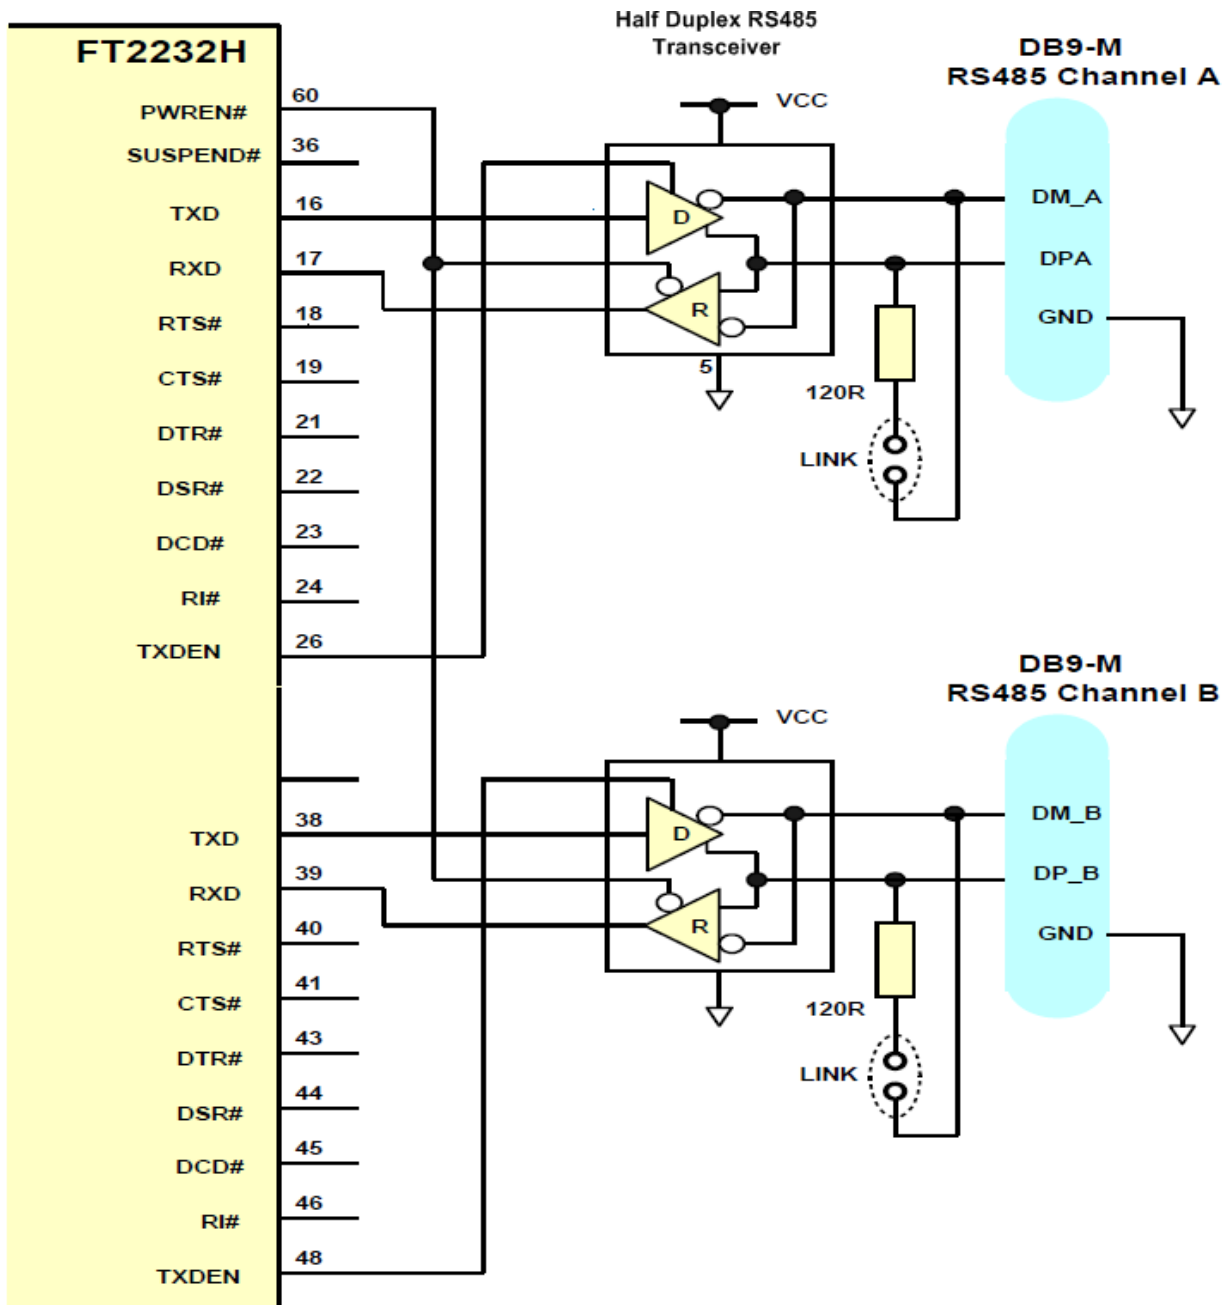 Half Duplex RS485
Transceiver
FT2232H
DB9-M
RS485 Channel A
PWREN#
60
VCC
SUSPEND#
36
TXD
16
D
DM_A
RXD
17
DPA
R
RTS#
18
GND
5
CTS#
19
120R
DTR#
21
LINK
DSR#
22
DCD#
23
RI#
24
TXDEN
26
DB9-M
RS485 Channel B
VCC
TXD
38
D
DM_B
RXD
39
DP_B
R
RTS#
40
GND
CTS#
41
120R
DTR#
43
LINK
DSR#
44
DCD#
45
RI#
46
TXDEN
48